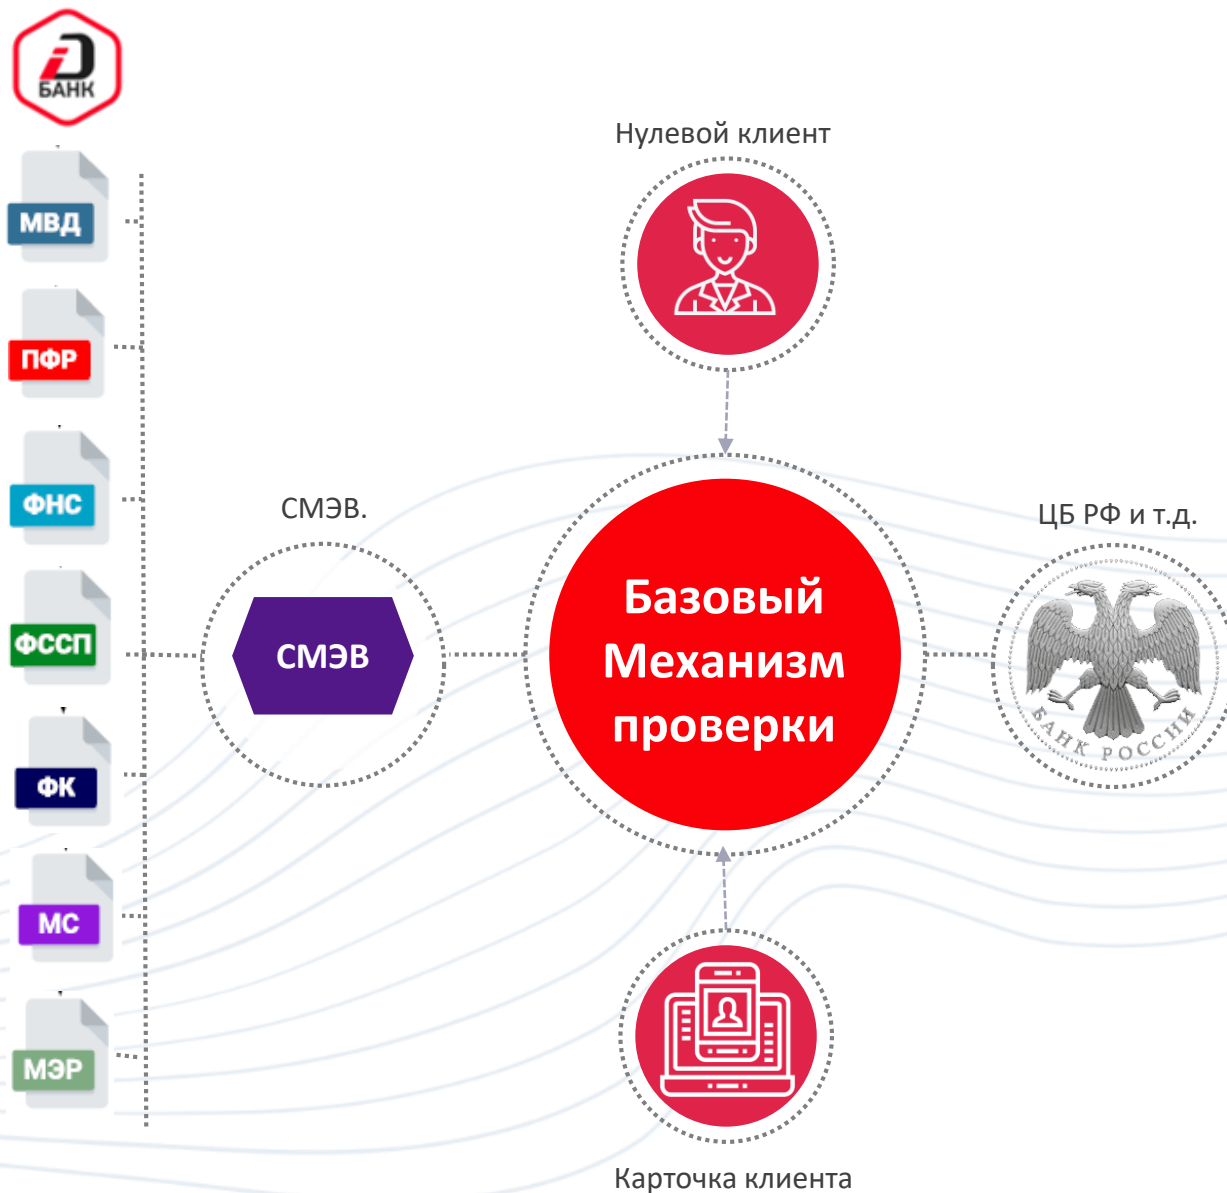 iD
БАНК
Нулевой клиент
МВД
ПФР
ФНС
ФССП
ФК
МС
МЭР
СМЭВ.
СМЭВ
Базовый
Механизм
проверки
ЦБ РФ и т.д.
БАНК РОССИИ
Карточка клиента